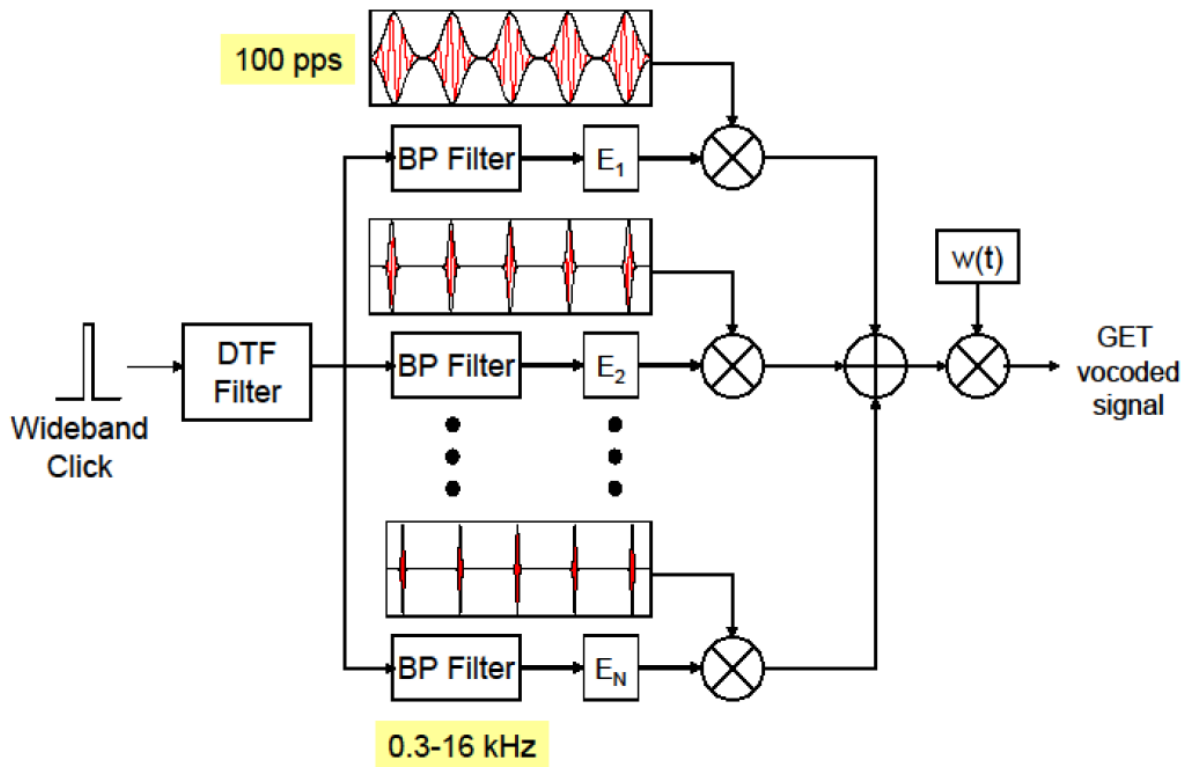 100 pps
BP Filter
E1
BP Filter
E2
w(t)
DTF
Filter
Wideband
Click
GET
vocoded
signal
BP Filter
EN
0.3-16 kHz